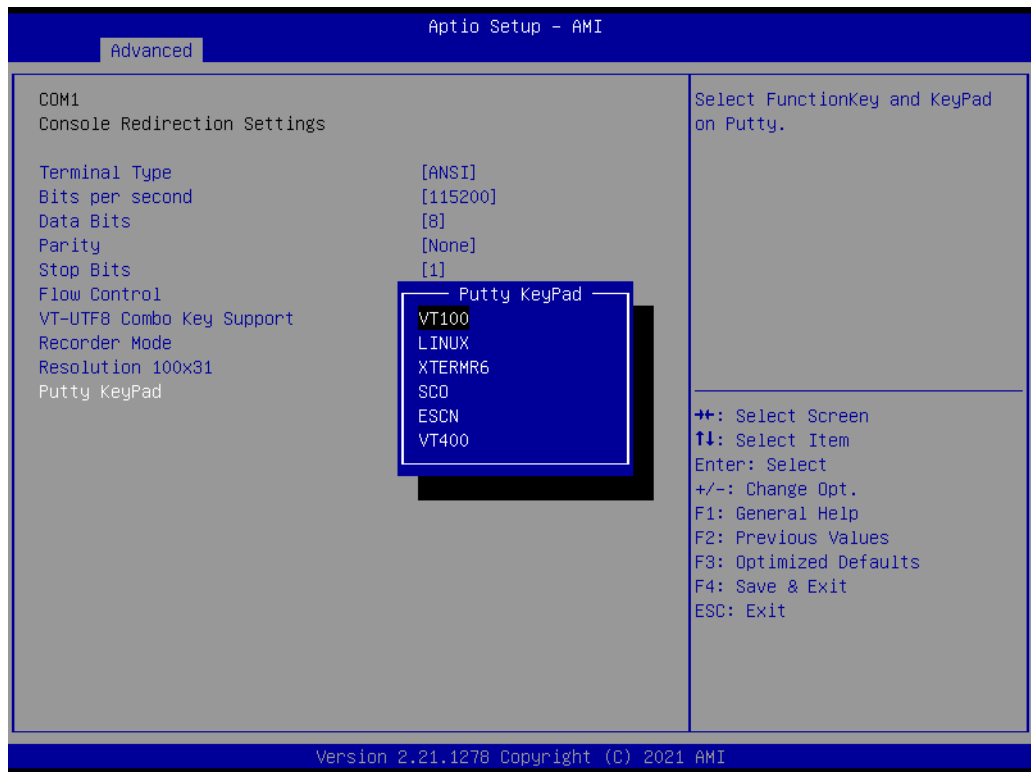 Aptio Setup – AMI
Advanced
COM1
Console Redirection Settings
Terminal Type [ANSI]
Bits per second [115200]
Data Bits [8]
Parity [None]
Stop Bits [1]
Flow Control
VT-UTF8 Combo Key Support
Recorder Mode
Resolution 100x31
Putty KeyPad
Putty KeyPad
VT100
LINUX
XTERMR6
SCO
ESCN
VT400
Select FunctionKey and KeyPad
on Putty.
→←: Select Screen
↑↓: Select Item
Enter: Select
+/-: Change Opt.
F1: General Help
F2: Previous Values
F3: Optimized Defaults
F4: Save & Exit
ESC: Exit
Version 2.21.1278 Copyright (C) 2021 AMI